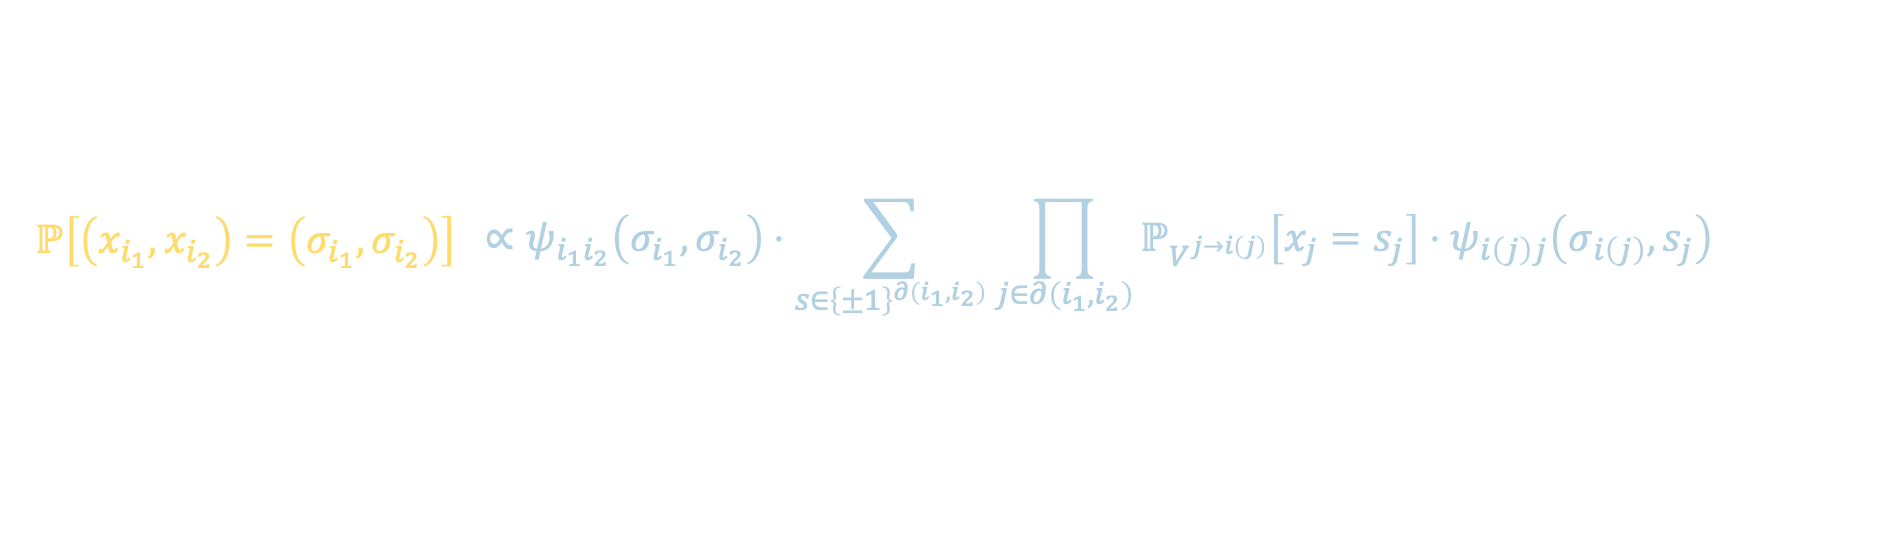 ℙ[(x_{i_1}, x_{i_2}) = (σ_{i_1}, σ_{i_2})] ∝ ψ_{i_1 i_2}(σ_{i_1}, σ_{i_2}) · ∑_{s∈{±1}^{∂(i_1,i_2)}} ∏_{j∈∂(i_1,i_2)} ℙ_{V^{j→i(j)}}[x_j = s_j] · ψ_{i(j)j}(σ_{i(j)}, s_j)